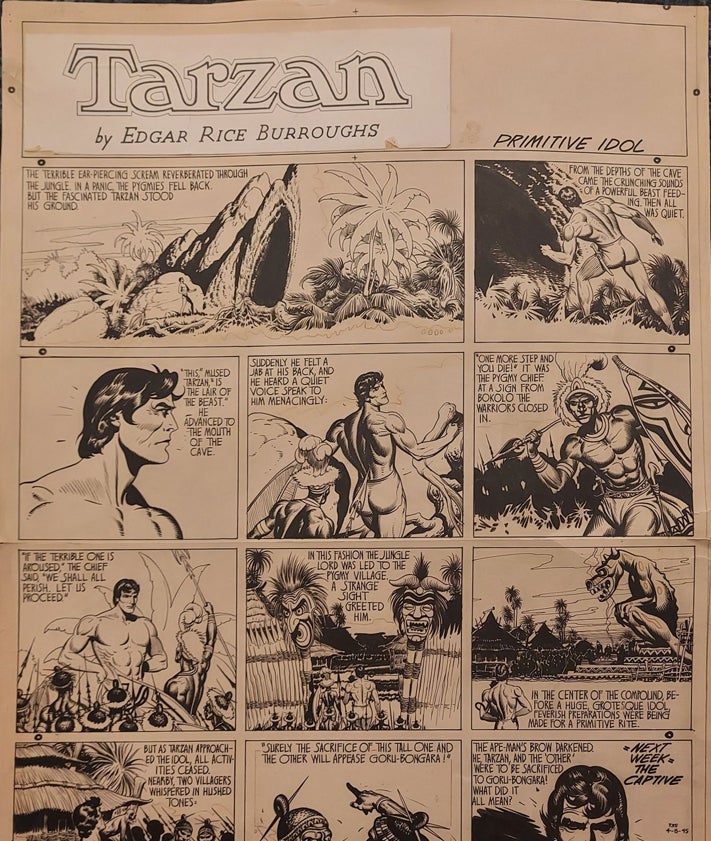 Tarzan
by EDGAR RICE BURROUGHS
PRIMITIVE IDOL
THE TERRIBLE EAR-PIERCING SCREAM REVERBERATED THROUGH
THE JUNGLE. IN A PANIC, THE PYGMIES FELL BACK.
BUT THE FASCINATED TARZAN STOOD
HIS GROUND.
FROM THE DEPTHS OF THE CAVE
CAME THE CRUNCHING SOUNDS
OF A POWERFUL BEAST FEED-
ING. THEN ALL
WAS QUIET.
"THIS," MUSED
TARZAN," IS
THE LAIR OF
THE BEAST."
HE
ADVANCED TO
THE MOUTH
OF THE
CAVE.
SUDDENLY HE FELT A
JAB AT HIS BACK, AND
HE HEARD A QUIET
VOICE SPEAK TO
HIM MENACINGLY:
"ONE MORE STEP AND
YOU DIE!" IT WAS
THE PYGMY CHIEF
AT A SIGN FROM
BOKOLO THE
WARRIORS CLOSED
IN.
"IF THE TERRIBLE ONE IS
AROUSED," THE CHIEF
SAID, "WE SHALL ALL
PERISH. LET US
PROCEED."
IN THIS FASHION THE JUNGLE
LORD WAS LED TO THE
PYGMY VILLAGE.
A STRANGE
SIGHT
GREETED
HIM.
IN THE CENTER OF THE COMPOUND, BE-
FORE A HUGE, GROTESQUE IDOL,
FEVERISH PREPARATIONS WERE BEING
MADE FOR A PRIMITIVE RITE.
BUT AS TARZAN APPROACH-
ED THE IDOL, ALL ACTIV-
ITIES CEASED.
NEARBY, TWO VILLAGERS
WHISPERED IN HUSHED
TONES:
"SURELY THE SACRIFICE OF THIS TALL ONE AND
THE OTHER WILL APPEASE GORU-BONGARA!"
THE APE-MAN'S BROW DARKENED.
HE, TARZAN, AND THE 'OTHER'
WERE TO BE SACRIFICED
TO GORU-BONGARA!
WHAT DID IT
ALL MEAN?
NEXT
WEEK:
THE
CAPTIVE